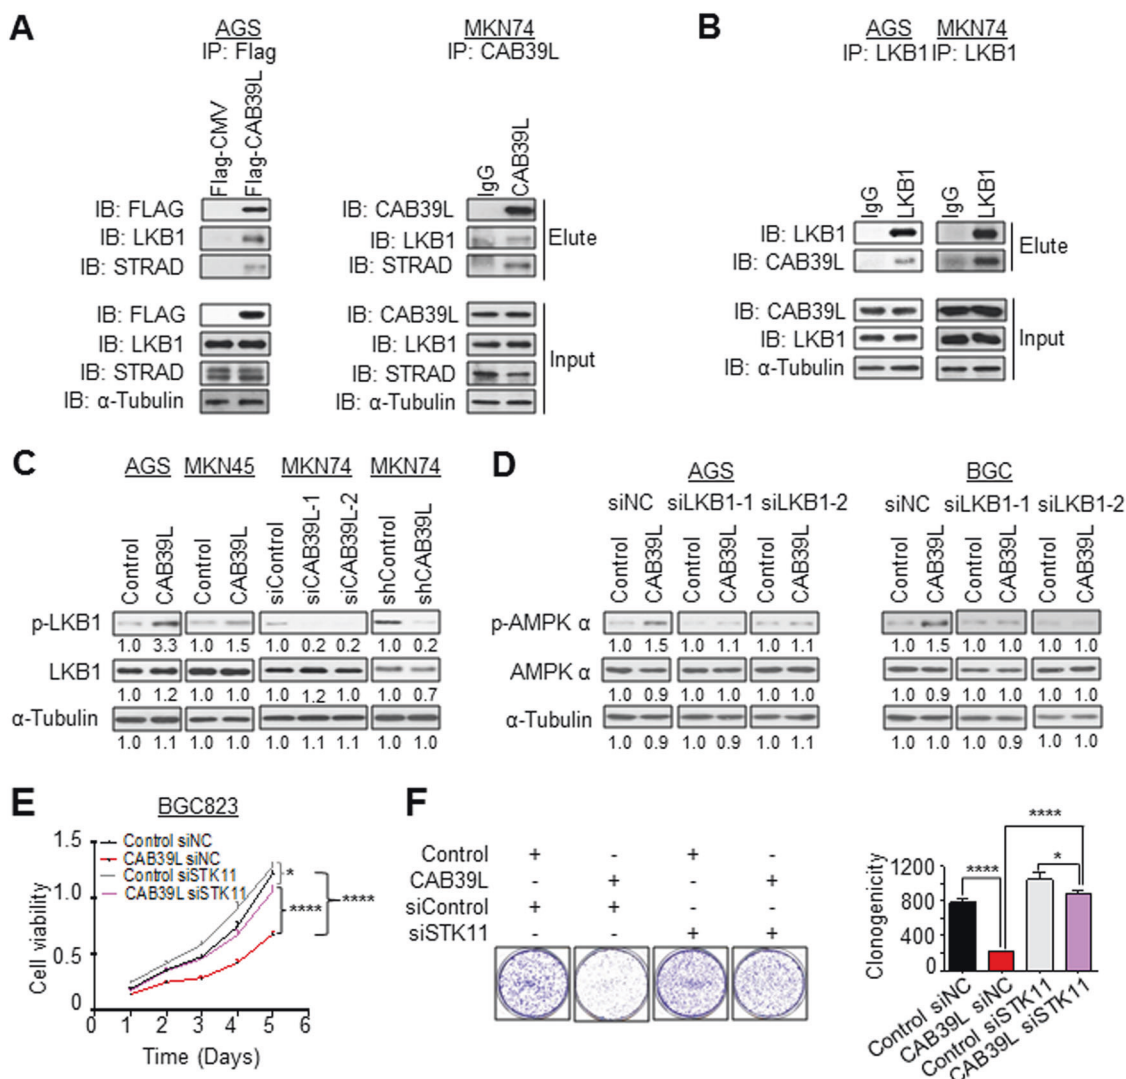 A
AGS
IP: Flag
Flag-CMV
Flag-CAB39L
IB: FLAG
IB: LKB1
IB: STRAD
IB: FLAG
IB: LKB1
IB: STRAD
IB: α-Tubulin
MKN74
IP: CAB39L
IgG
CAB39L
IB: CAB39L
IB: LKB1
IB: STRAD
Elute
IB: CAB39L
IB: LKB1
IB: STRAD
IB: α-Tubulin
Input
B
AGS MKN74
IP: LKB1 IP: LKB1
IgG
LKB1
IgG
LKB1
IB: LKB1
IB: CAB39L
Elute
IB: CAB39L
IB: LKB1
IB: α-Tubulin
Input
C
AGS MKN45 MKN74 MKN74
Control
CAB39L
Control
CAB39L
siControl
siCAB39L-1
siCAB39L-2
shControl
shCAB39L
p-LKB1
1.0 3.3 1.0 1.5 1.0 0.2 0.2 1.0 0.2
LKB1
1.0 1.2 1.0 1.0 1.0 1.2 1.0 1.0 0.7
α-Tubulin
1.0 1.1 1.0 1.0 1.0 1.1 1.1 1.0 1.0
D
AGS BGC
siNC siLKB1-1 siLKB1-2 siNC siLKB1-1 siLKB1-2
Control
CAB39L
Control
CAB39L
Control
CAB39L
Control
CAB39L
Control
CAB39L
Control
CAB39L
p-AMPK α
1.0 1.5 1.0 1.1 1.0 1.1 1.0 1.5 1.0 1.0 1.0 1.0
AMPK α
1.0 0.9 1.0 1.0 1.0 1.0 1.0 0.9 1.0 1.0 1.0 1.0
α-Tubulin
1.0 0.9 1.0 0.9 1.0 1.1 1.0 1.0 1.0 0.9 1.0 1.0
E
BGC823
Control siNC
CAB39L siNC
Control siSTK11
CAB39L siSTK11
*
****
****
1.5
1.0
0.5
0
Cell viability
0 1 2 3 4 5 6
Time (Days)
F
Control + - + -
CAB39L - + - +
siControl + + - -
siSTK11 - - + +
****
****
*
1200
800
400
0
Clonogenicity
Control siNC
CAB39L siNC
Control siSTK11
CAB39L siSTK11